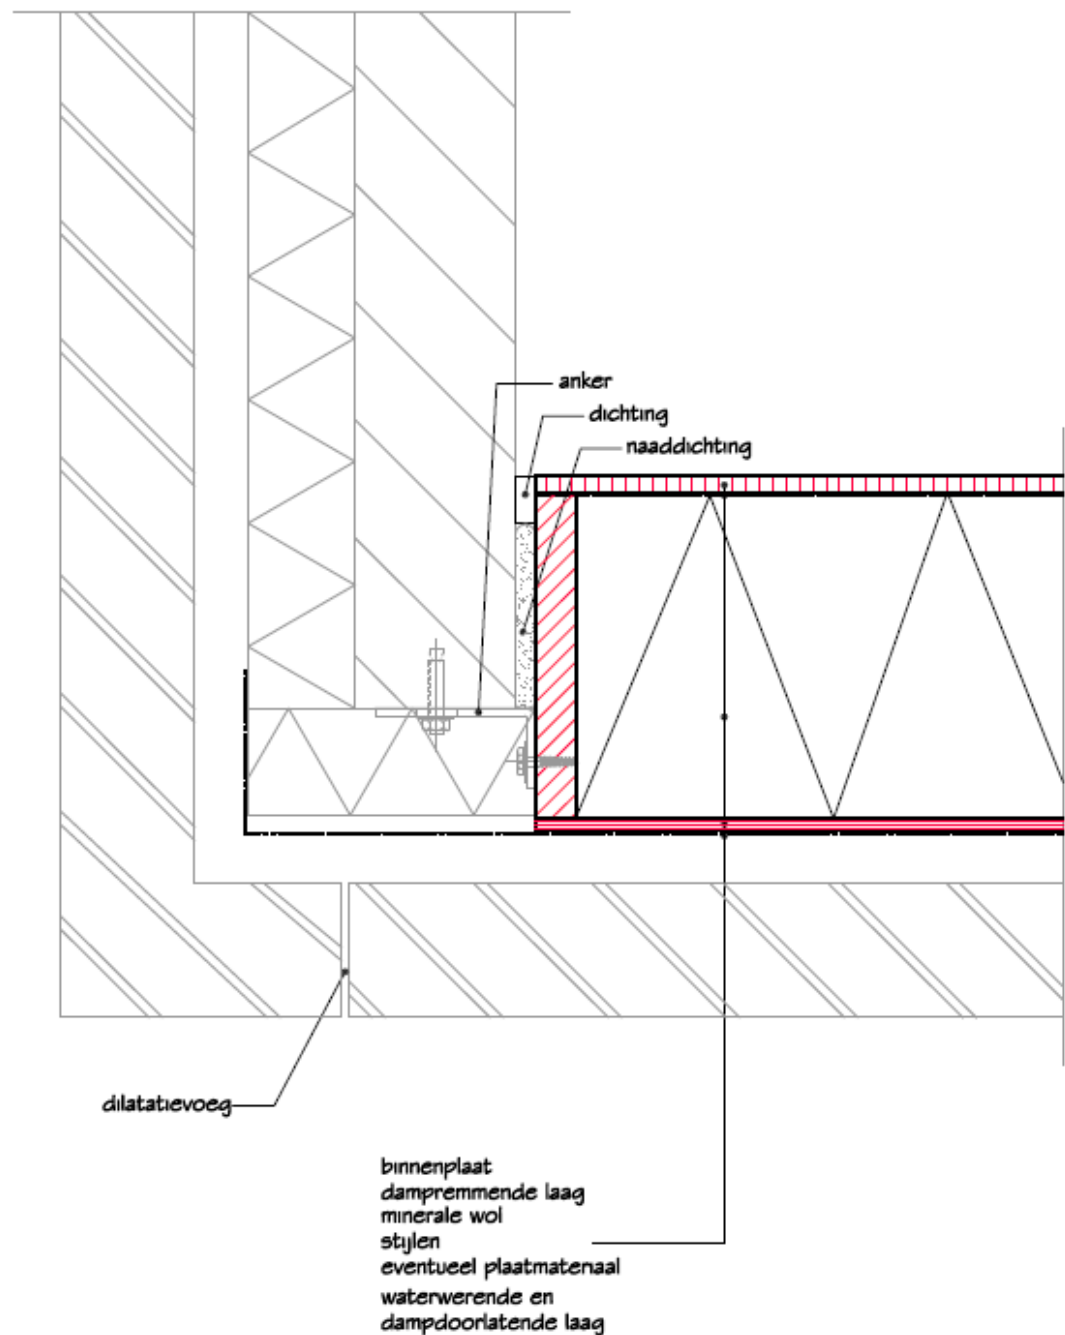 anker
dichting
naaddichting
dilatatievoeg
binnenplaat
dampremmende laag
minerale wol
stijlen
eventueel plaatmateriaal
waterwerende en
dampdoorlatende laag